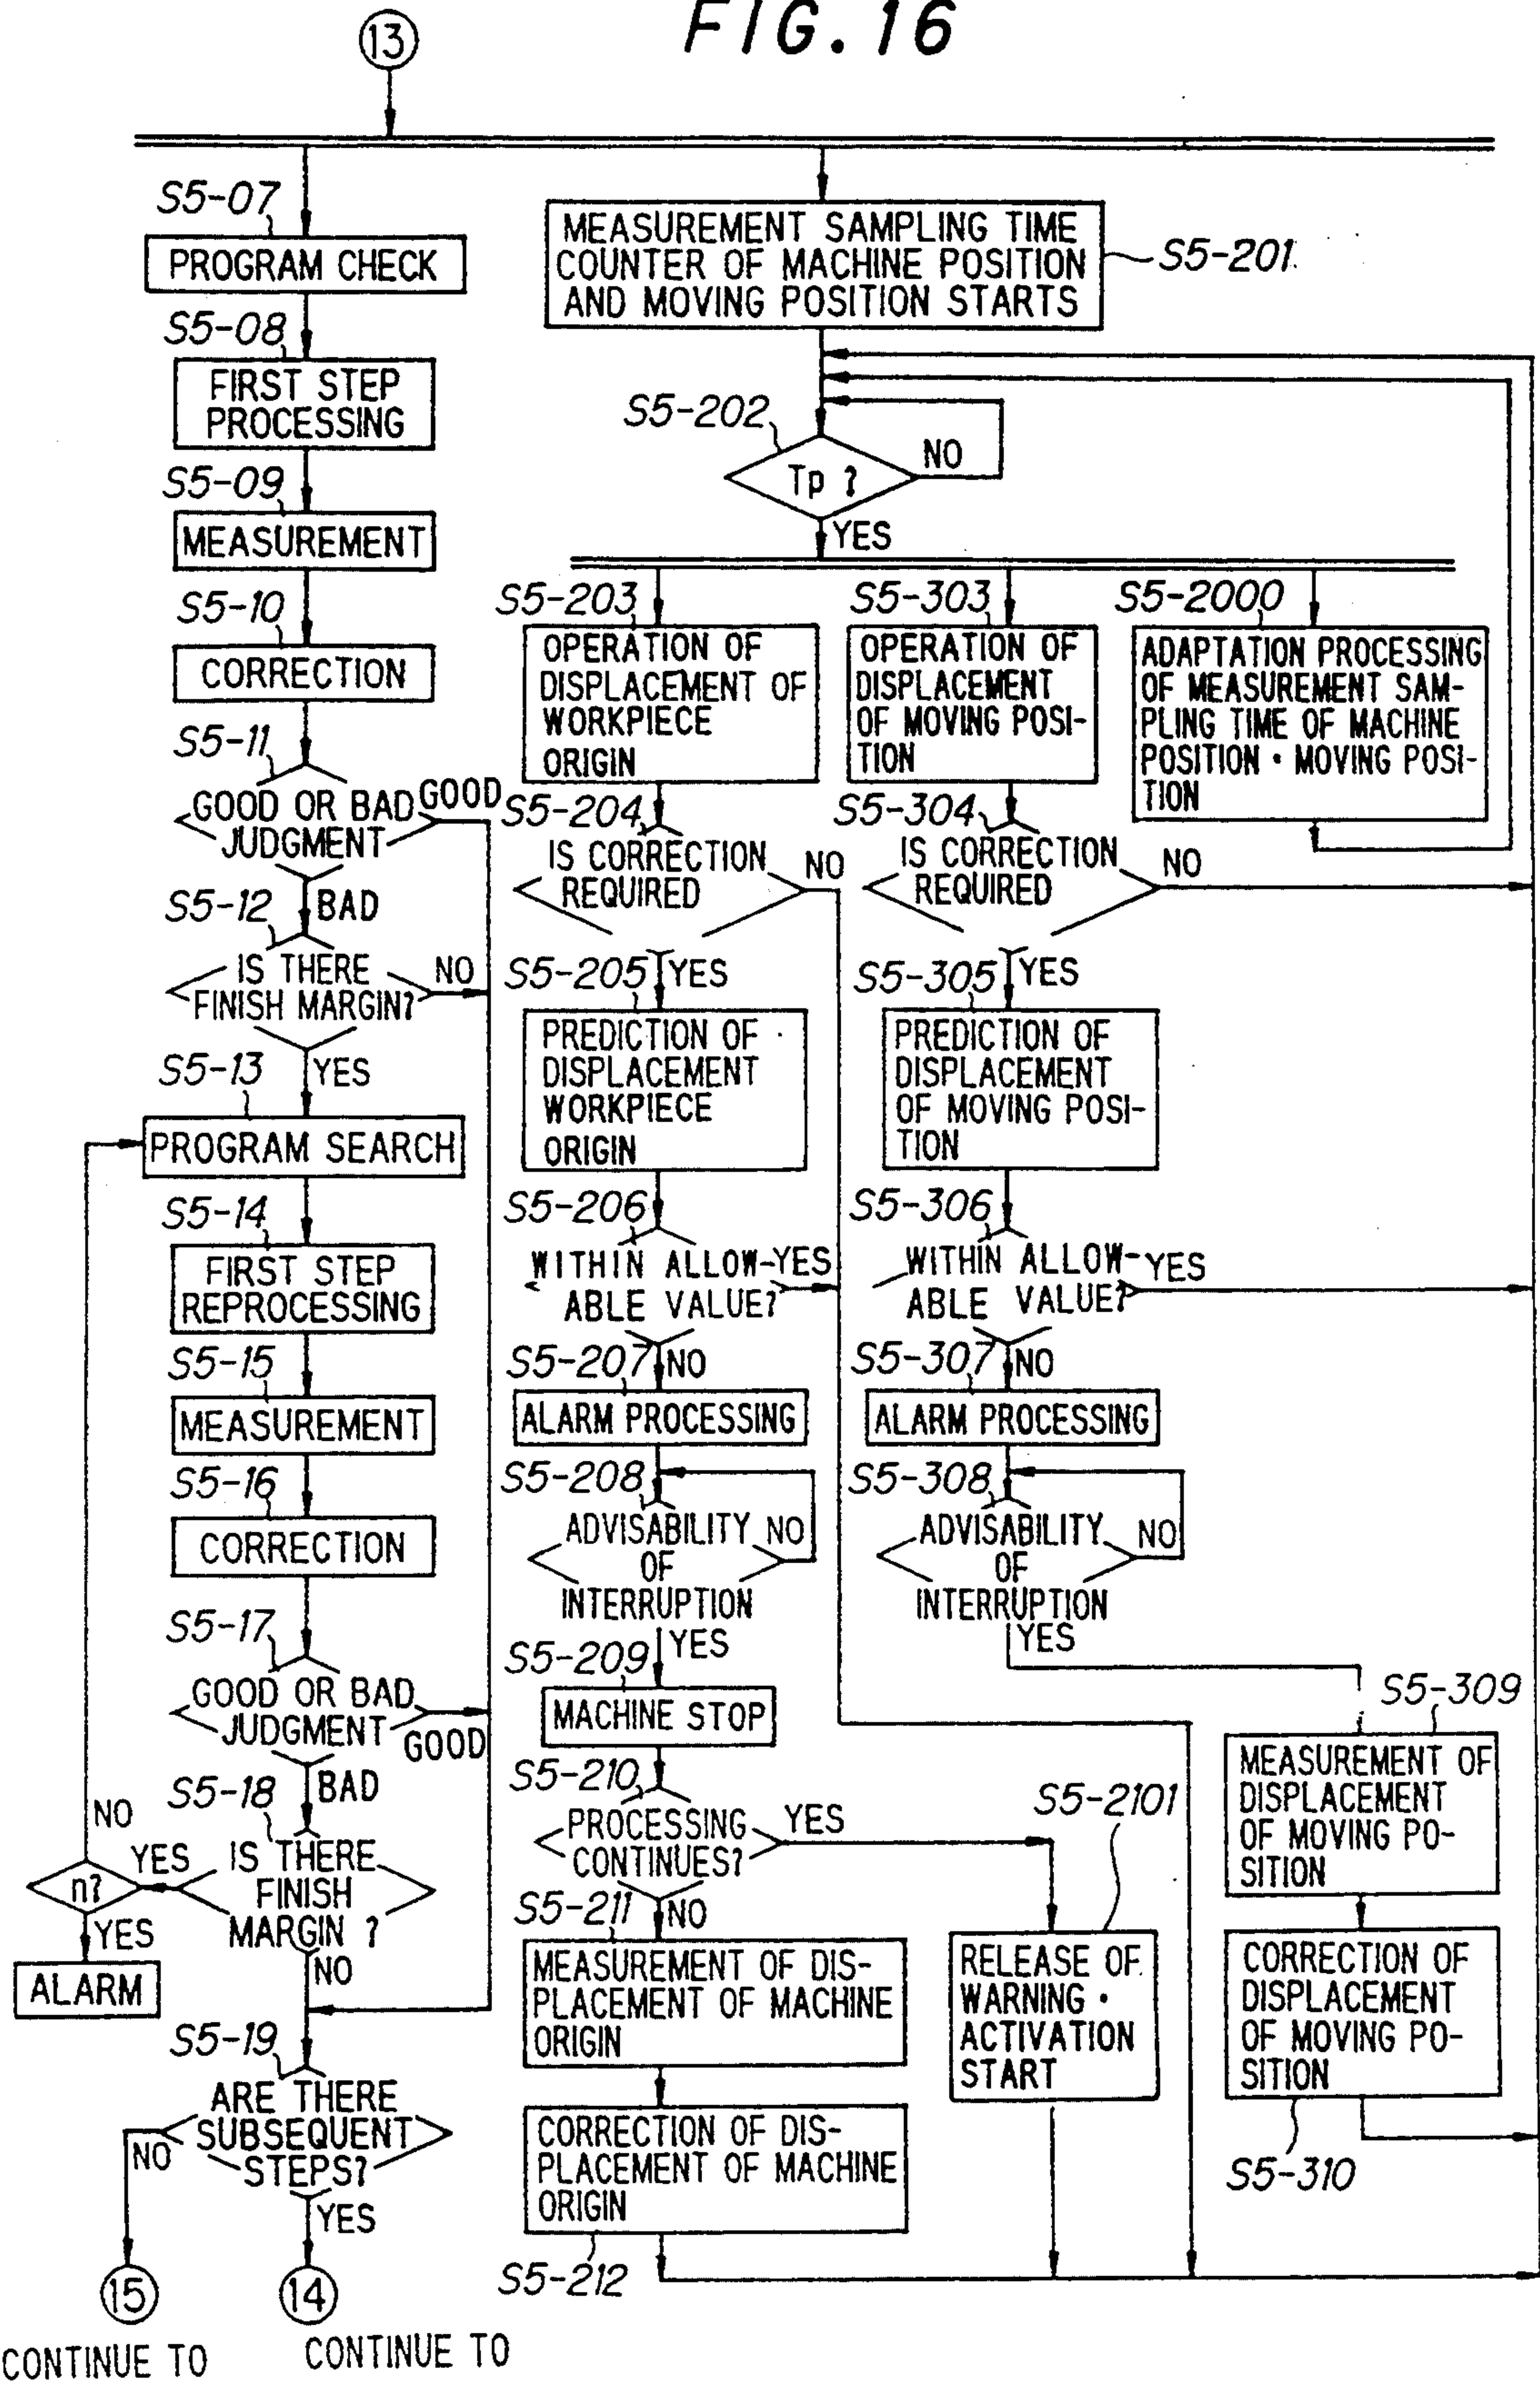 FIG. 16
13
S5-07
PROGRAM CHECK
S5-08
FIRST STEP
PROCESSING
S5-09
MEASUREMENT
S5-10
CORRECTION
S5-11
GOOD OR BAD
JUDGMENT
GOOD
BAD
S5-12
IS THERE
FINISH MARGIN?
NO
YES
S5-13
PROGRAM SEARCH
S5-14
FIRST STEP
REPROCESSING
S5-15
MEASUREMENT
S5-16
CORRECTION
S5-17
GOOD OR BAD
JUDGMENT
GOOD
BAD
S5-18
IS THERE
FINISH
MARGIN ?
YES
NO
n?
NO
YES
ALARM
S5-19
ARE THERE
SUBSEQUENT
STEPS?
NO
YES
15
14
CONTINUE TO
CONTINUE TO
MEASUREMENT SAMPLING TIME
COUNTER OF MACHINE POSITION
AND MOVING POSITION STARTS
S5-201
S5-202
Tp ?
NO
YES
S5-203
OPERATION OF
DISPLACEMENT OF
WORKPIECE
ORIGIN
S5-204
IS CORRECTION
REQUIRED
NO
YES
S5-205
PREDICTION OF
DISPLACEMENT
WORKPIECE
ORIGIN
S5-206
WITHIN ALLOW-
ABLE VALUE?
YES
NO
S5-207
ALARM PROCESSING
S5-208
ADVISABILITY
OF
INTERRUPTION
NO
YES
S5-209
MACHINE STOP
S5-210
PROCESSING
CONTINUES?
YES
NO
S5-211
MEASUREMENT OF DIS-
PLACEMENT OF MACHINE
ORIGIN
CORRECTION OF DIS-
PLACEMENT OF MACHINE
ORIGIN
S5-212
S5-2101
RELEASE OF
WARNING •
ACTIVATION
START
S5-303
OPERATION OF
DISPLACEMENT
OF MOVING POSI-
TION
S5-304
IS CORRECTION
REQUIRED
NO
YES
S5-305
PREDICTION OF
DISPLACEMENT
OF MOVING POSI-
TION
S5-306
WITHIN ALLOW-
ABLE VALUE?
YES
NO
S5-307
ALARM PROCESSING
S5-308
ADVISABILITY
OF
INTERRUPTION
NO
YES
S5-309
MEASUREMENT OF
DISPLACEMENT
OF MOVING PO-
SITION
CORRECTION OF
DISPLACEMENT
OF MOVING PO-
SITION
S5-310
S5-2000
ADAPTATION PROCESSING
OF MEASUREMENT SAM-
PLING TIME OF MACHINE
POSITION • MOVING POSI-
TION